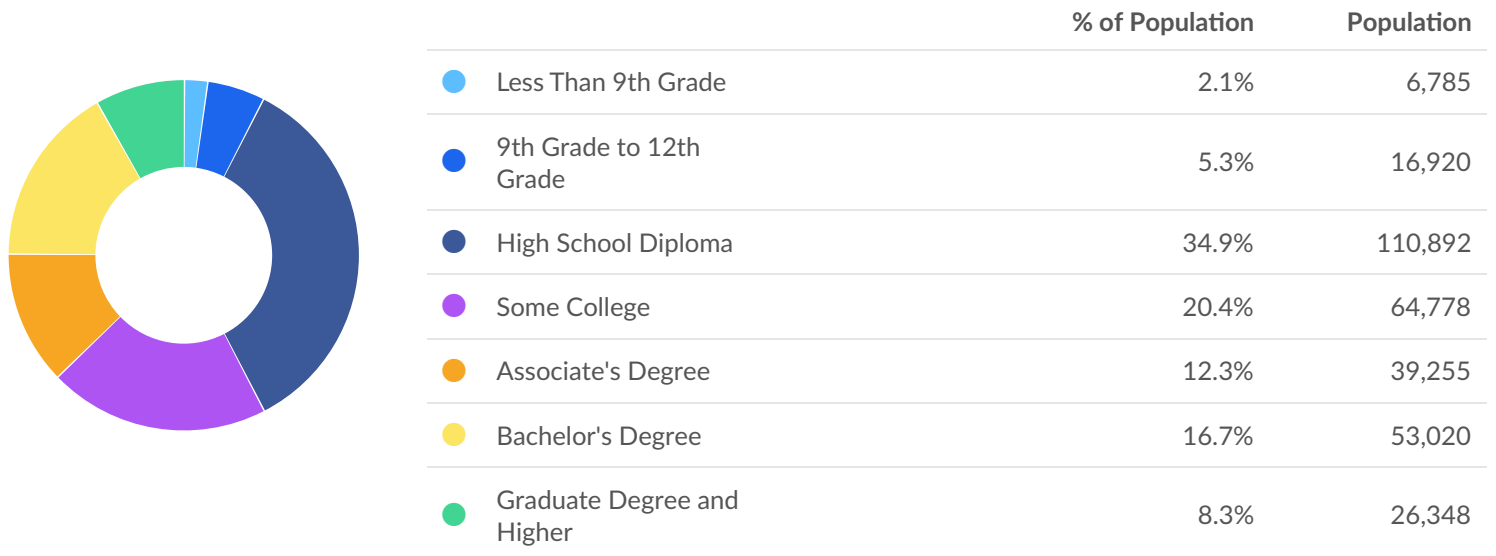 % of Population Population
Less Than 9th Grade 2.1% 6,785
9th Grade to 12th
Grade 5.3% 16,920
High School Diploma 34.9% 110,892
Some College 20.4% 64,778
Associate's Degree 12.3% 39,255
Bachelor's Degree 16.7% 53,020
Graduate Degree and
Higher 8.3% 26,348